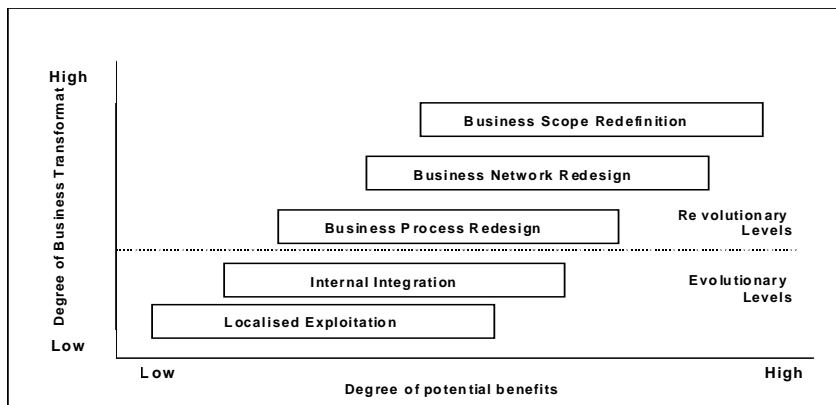 High
Degree of Business Transformat
Business Scope Redefinition
Business Network Redesign
Business Process Redesign
Revolutionary
Levels
Internal Integration
Evolutionary
Levels
Localised Exploitation
Low
Low
High
Degree of potential benefits